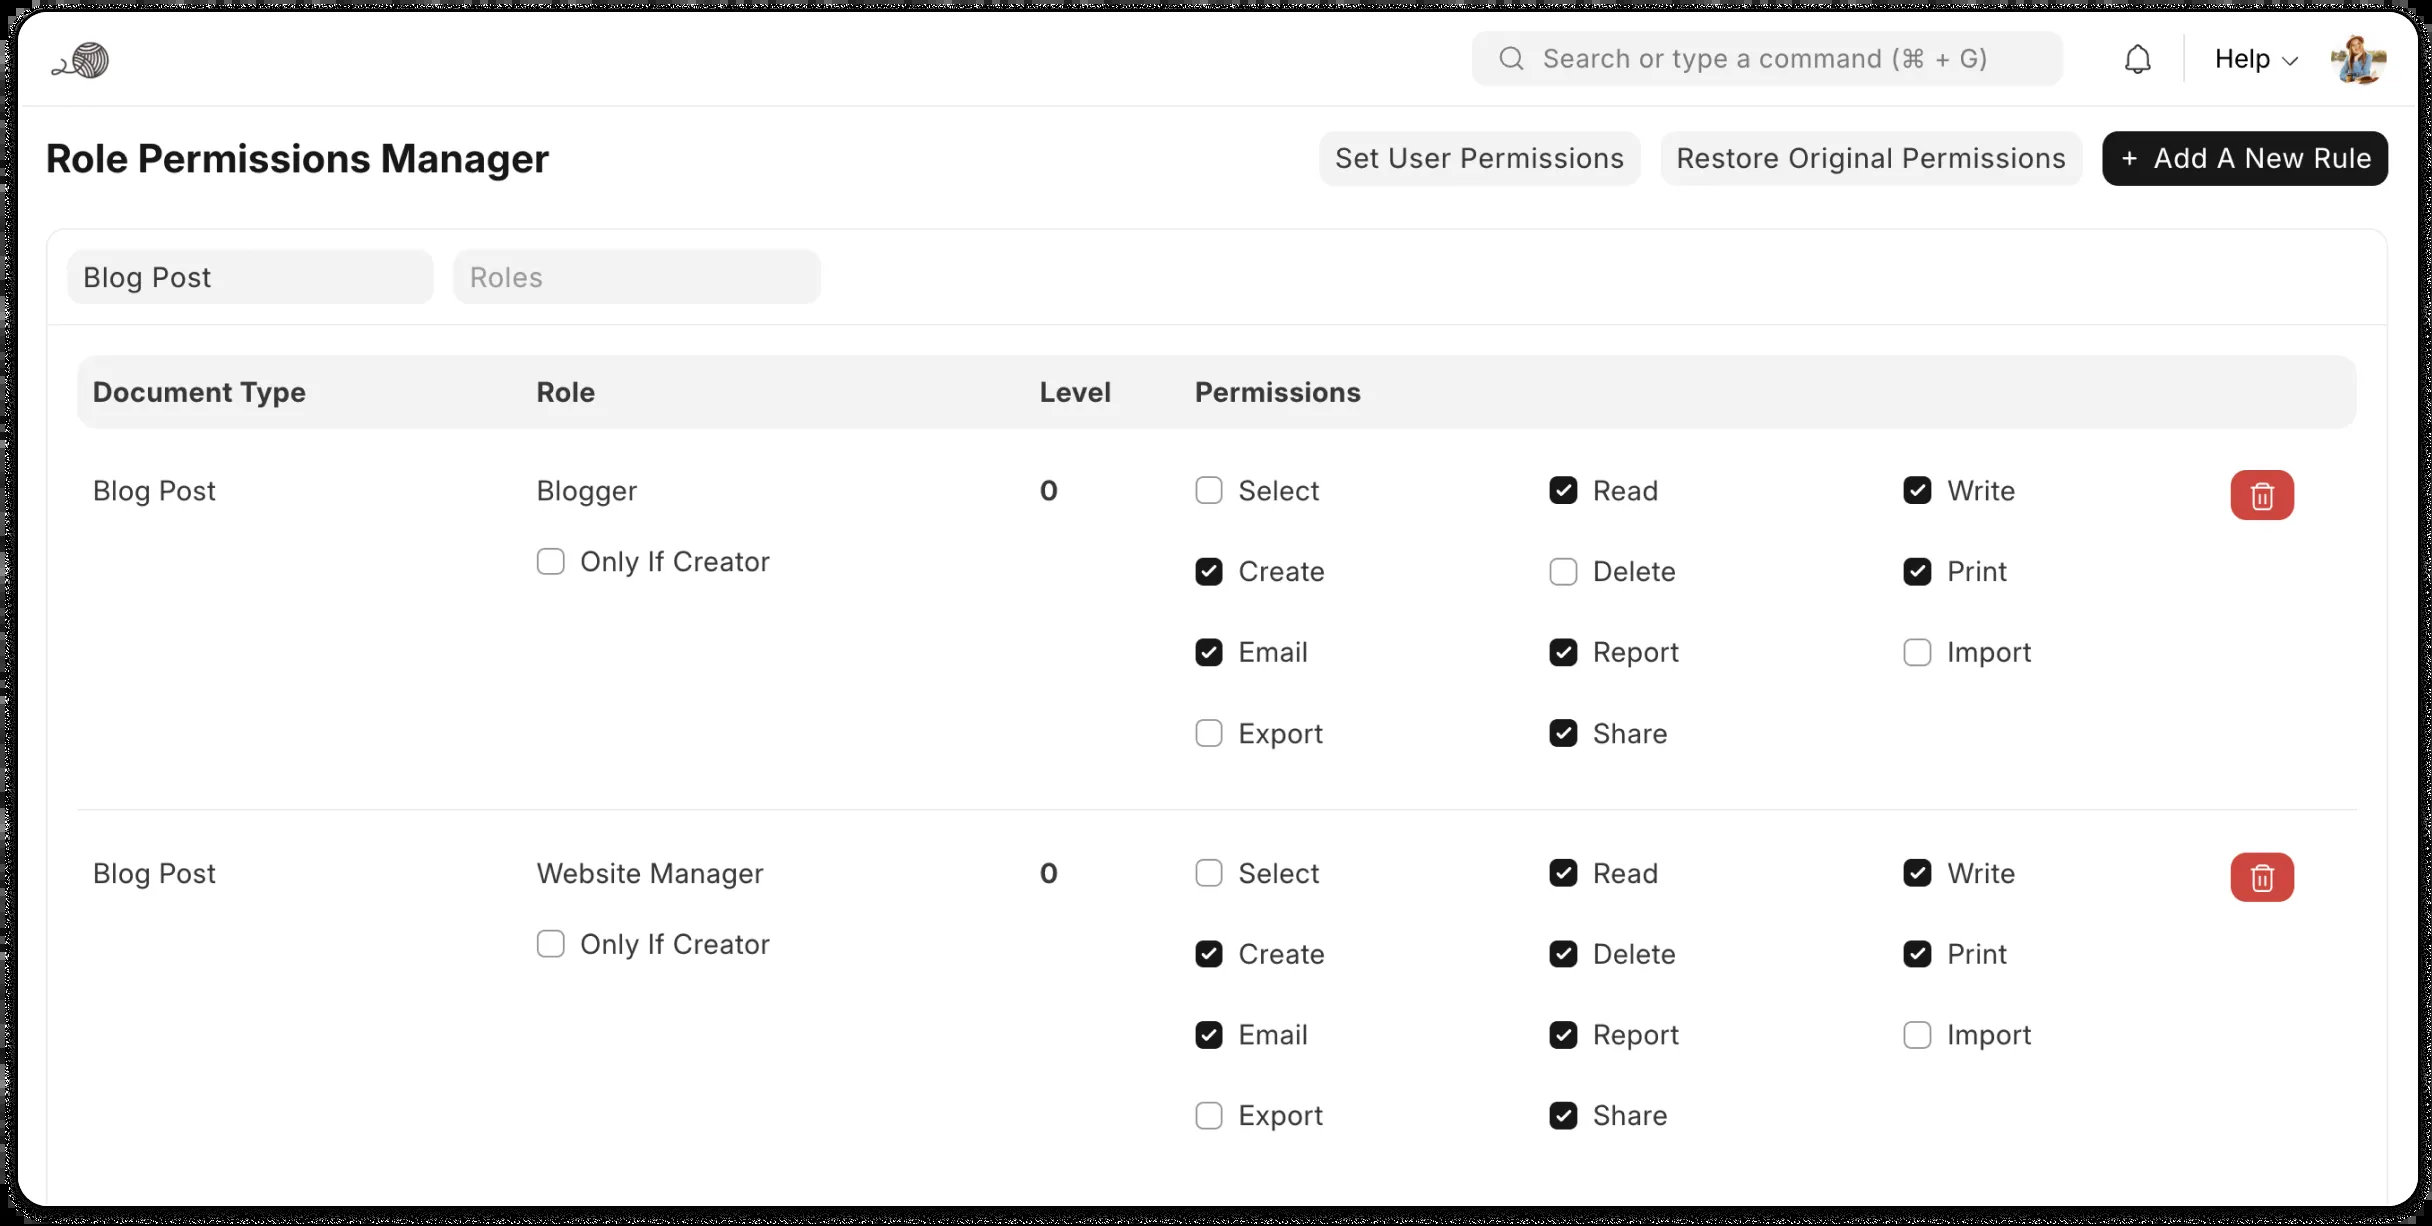 Search or type a command (⌘ + G)
Help
Role Permissions Manager
Set User Permissions
Restore Original Permissions
+ Add A New Rule
Blog Post
Roles
Document Type Role Level Permissions
Blog Post Blogger 0 Select Read Write
Only If Creator
Create Delete Print
Email Report Import
Export Share
Blog Post Website Manager 0 Select Read Write
Only If Creator
Create Delete Print
Email Report Import
Export Share